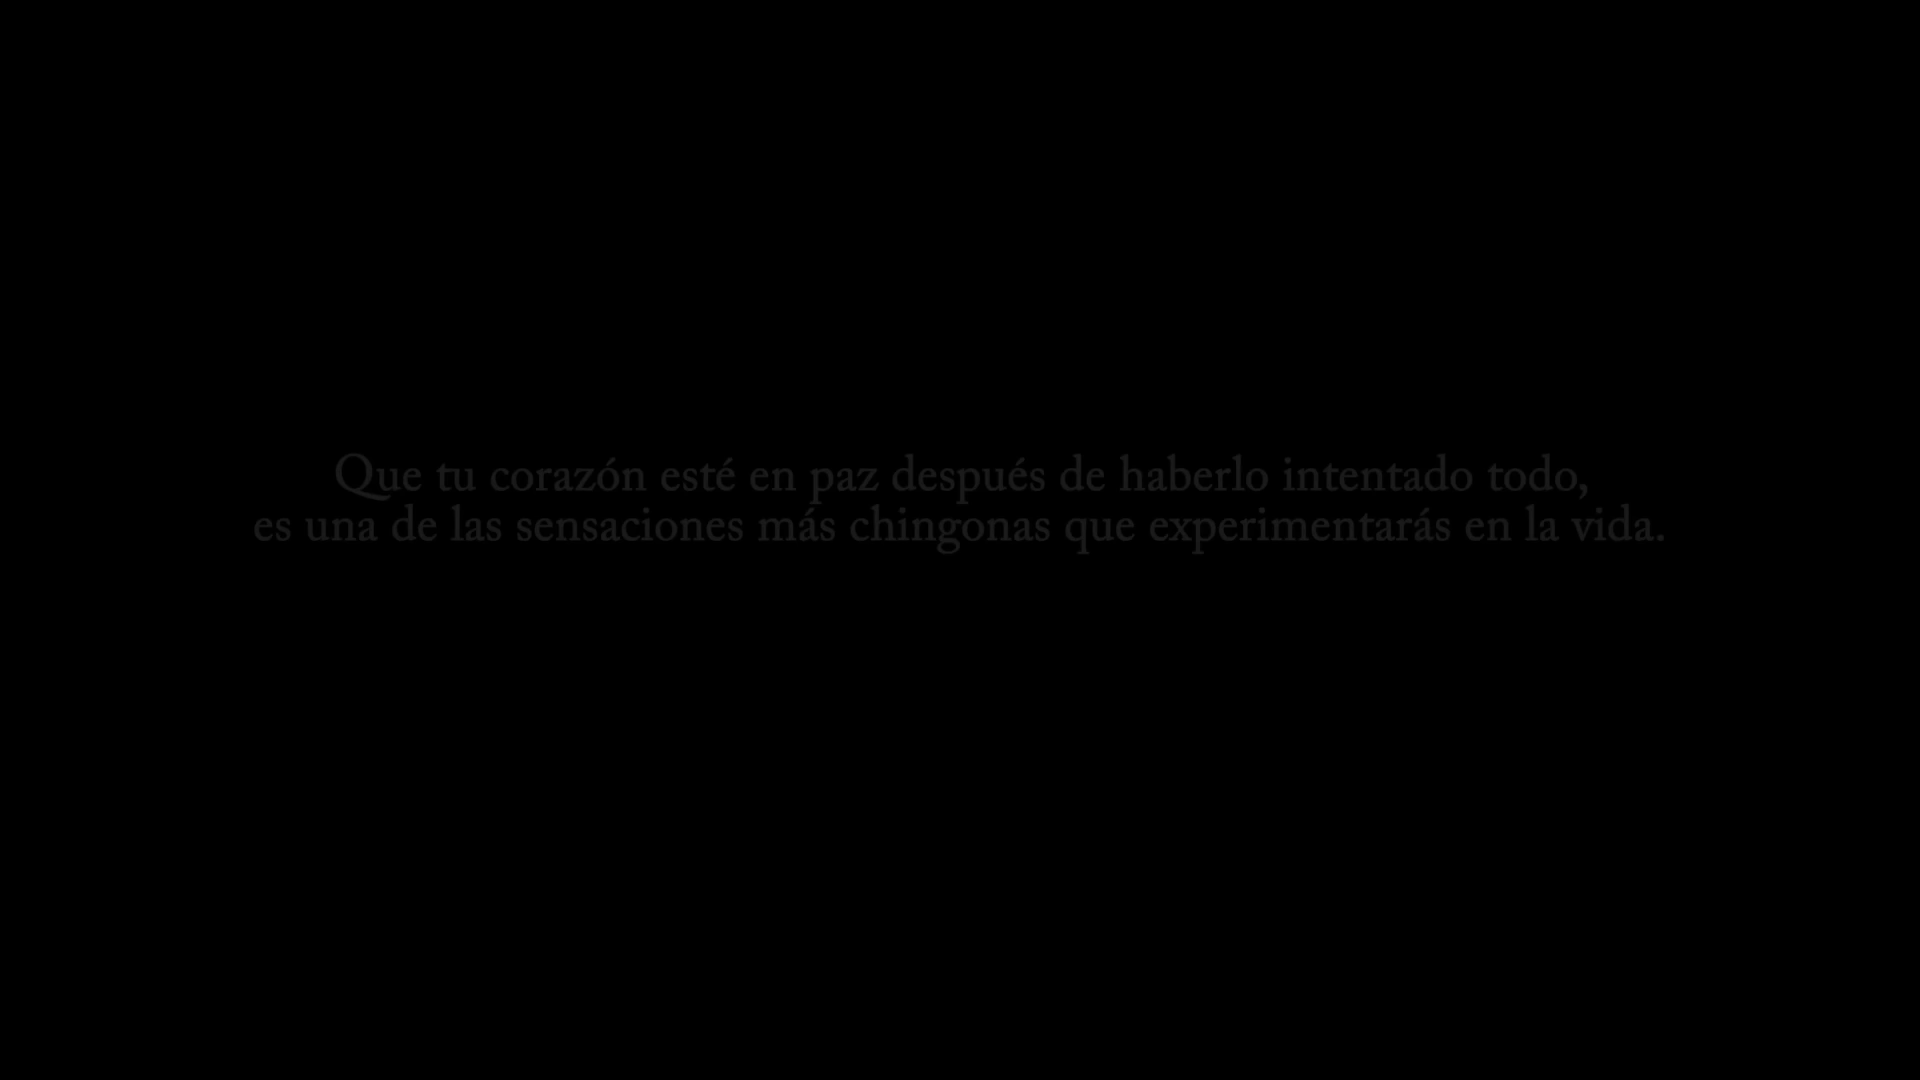 Que tu corazón esté en paz después de haberlo intentado todo,
es una de las sensaciones más chingonas que experimentarás en la vida.